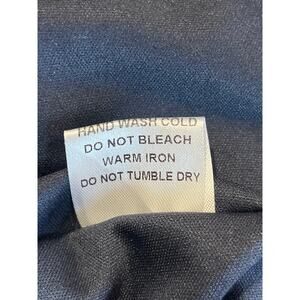 HAND WASH COLD
DO NOT BLEACH
WARM IRON
DO NOT TUMBLE DRY